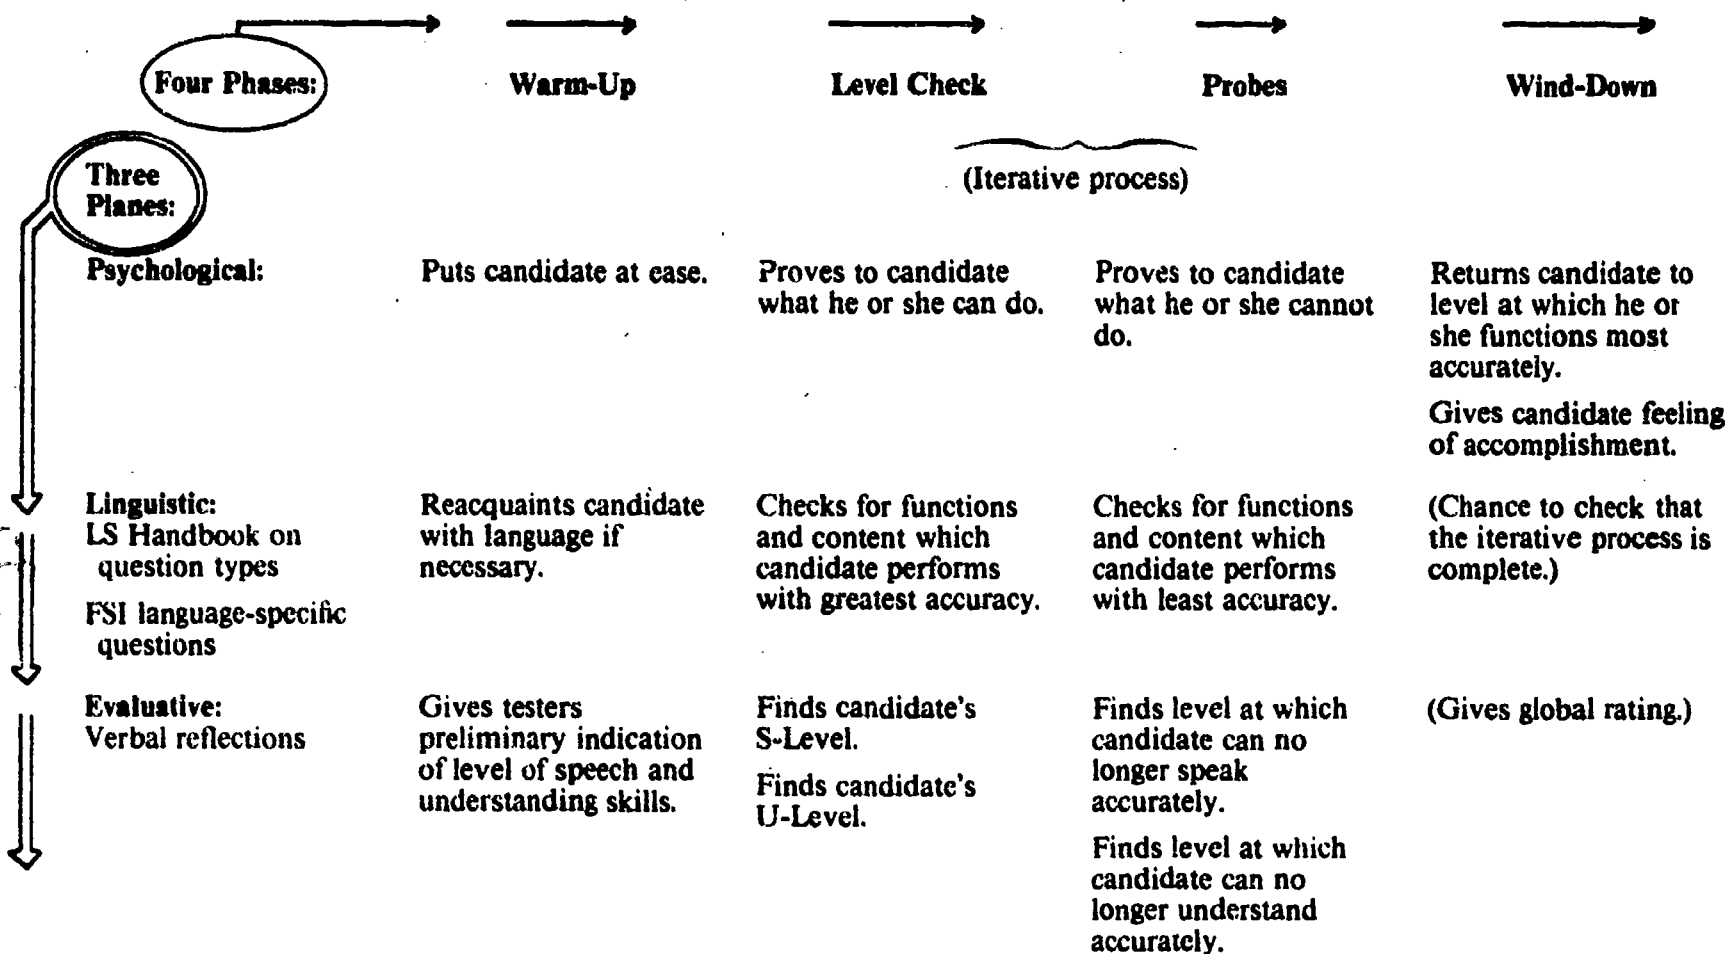 Four Phases:
Warm-Up
Level Check
Probes
Wind-Down
(Iterative process)
Three
Planes:
Psychological:
Puts candidate at ease.
Proves to candidate
what he or she can do.
Proves to candidate
what he or she cannot
do.
Returns candidate to
level at which he or
she functions most
accurately.
Gives candidate feeling
of accomplishment.
Linguistic:
LS Handbook on
question types
FSI language-specific
questions
Reacquaints candidate
with language if
necessary.
Checks for functions
and content which
candidate performs
with greatest accuracy.
Checks for functions
and content which
candidate performs
with least accuracy.
(Chance to check that
the iterative process is
complete.)
Evaluative:
Verbal reflections
Gives testers
preliminary indication
of level of speech and
understanding skills.
Finds candidate's
S-Level.
Finds candidate's
U-Level.
Finds level at which
candidate can no
longer speak
accurately.
Finds level at which
candidate can no
longer understand
accurately.
(Gives global rating.)